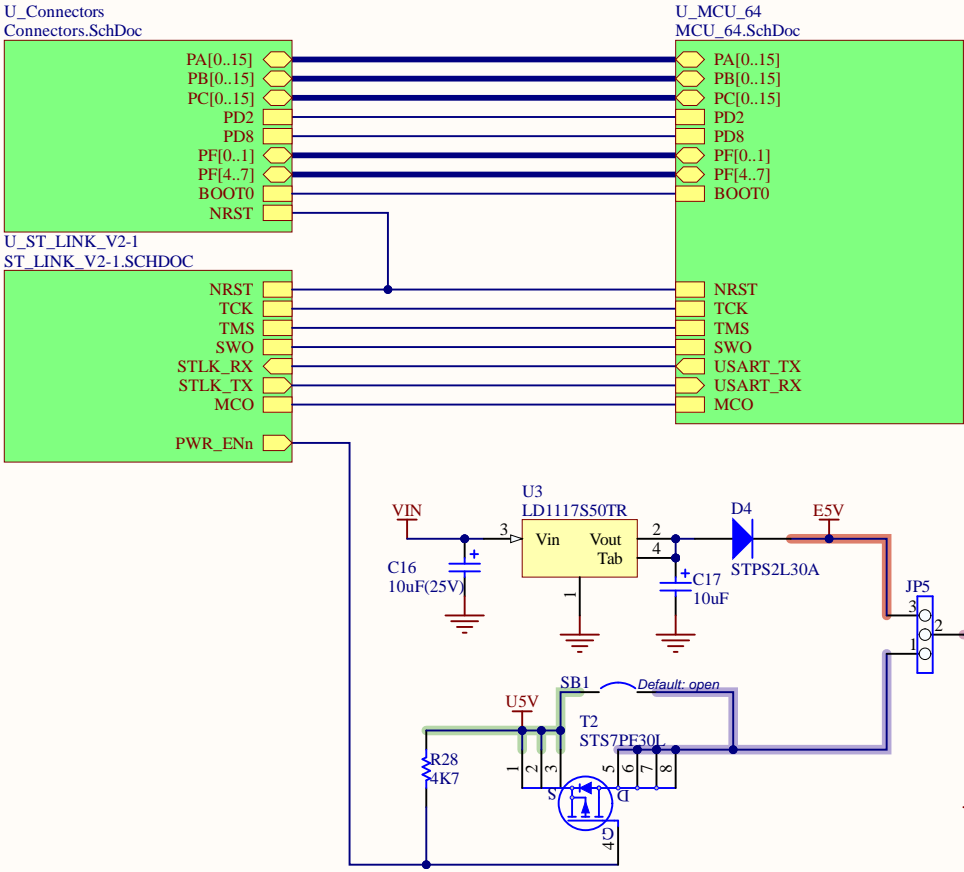 U_Connectors
Connectors.SchDoc
PA[0..15]
PB[0..15]
PC[0..15]
PD2
PD8
PF[0..1]
PF[4..7]
BOOT0
NRST
U_MCU_64
MCU_64.SchDoc
PA[0..15]
PB[0..15]
PC[0..15]
PD2
PD8
PF[0..1]
PF[4..7]
BOOT0
NRST
TCK
TMS
SWO
USART_TX
USART_RX
MCO
U_ST_LINK_V2-1
ST_LINK_V2-1.SCHDOC
NRST
TCK
TMS
SWO
STLK_RX
STLK_TX
MCO
PWR_ENn
VIN
C16
10uF(25V)
+
U3
LD1117S50TR
3
Vin
Vout
Tab
2
4
1
+
C17
10uF
D4
STPS2L30A
E5V
JP5
3
2
1
SB1
Default: open
U5V
T2
STS7PF30L
R28
4K7
1
2
3
5
6
7
8
S
D
G
4